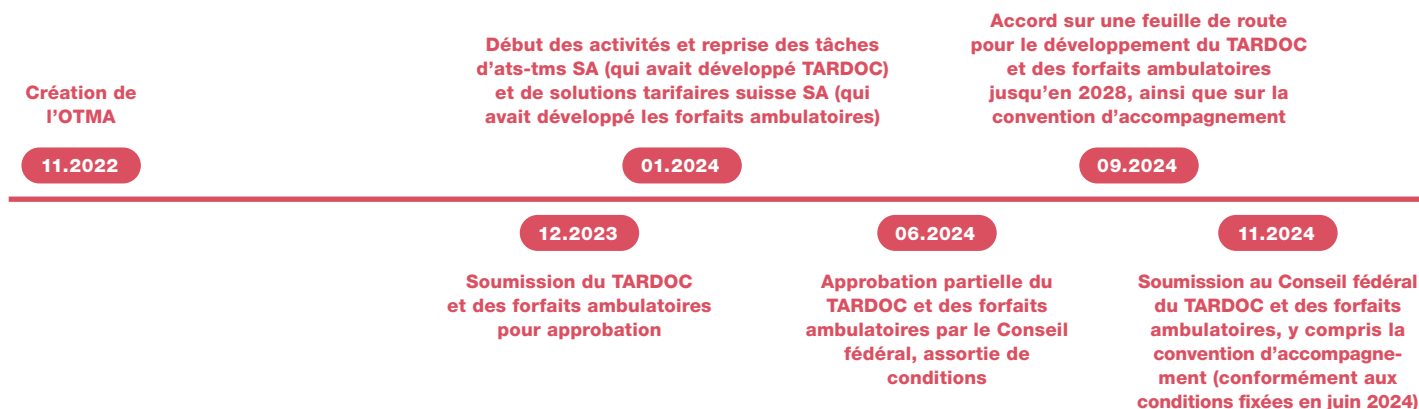 Création de
l’OTMA
11.2022
Début des activités et reprise des tâches
d’ats-tms SA (qui avait développé TARDOC)
et de solutions tarifaires suisse SA (qui
avait développé les forfaits ambulatoires)
01.2024
Accord sur une feuille de route
pour le développement du TARDOC
et des forfaits ambulatoires
jusqu’en 2028, ainsi que sur la
convention d’accompagnement
09.2024
12.2023
Soumission du TARDOC
et des forfaits ambulatoires
pour approbation
06.2024
Approbation partielle du
TARDOC et des forfaits
ambulatoires par le Conseil
fédéral, assortie de
conditions
11.2024
Soumission au Conseil fédéral
du TARDOC et des forfaits
ambulatoires, y compris la
convention d’accompagne-
ment (conformément aux
conditions fixées en juin 2024)